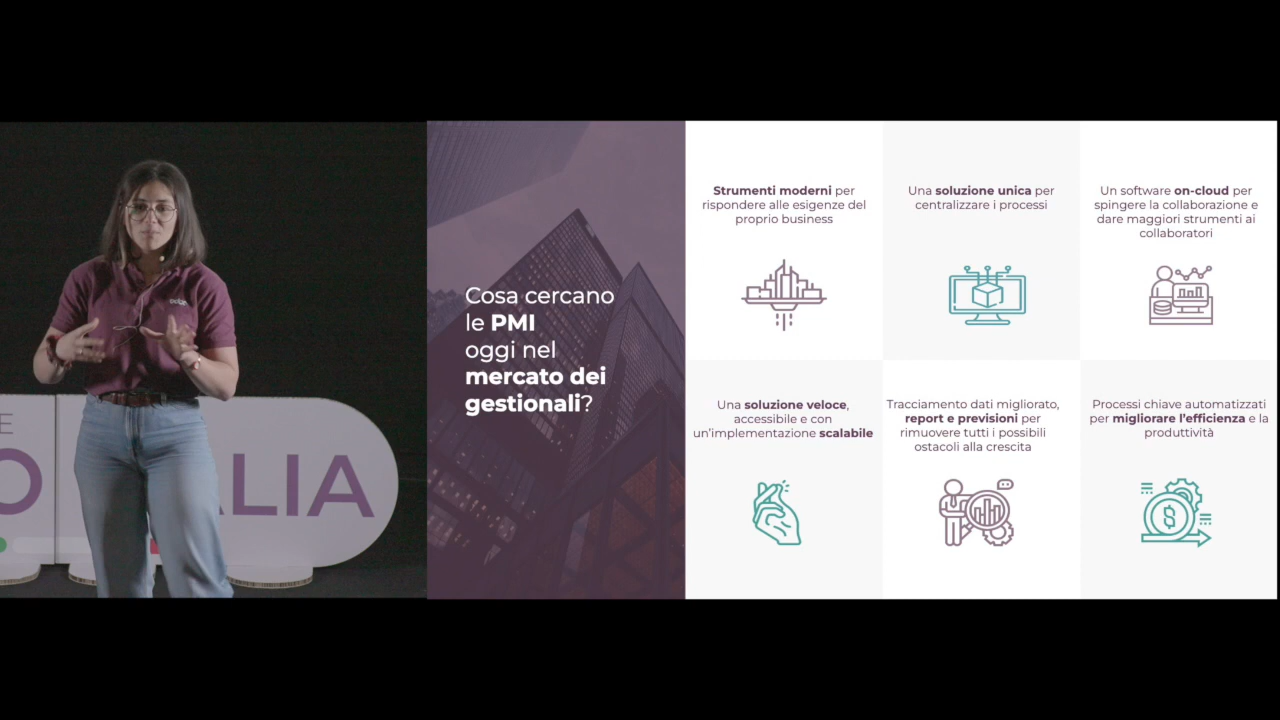 E
O
ALIA
Cosa cercano
le PMI
oggi nel
mercato dei
gestionali?
Strumenti moderni per
rispondere alle esigenze del
proprio business
Una soluzione unica per
centralizzare i processi
Un software on-cloud per
spingere la collaborazione e
dare maggiori strumenti ai
collaboratori
Una soluzione veloce,
accessibile e con
un'implementazione scalabile
Tracciamento dati migliorato,
report e previsioni per
rimuovere tutti i possibili
ostacoli alla crescita
Processi chiave automatizzati
per migliorare l'efficienza e la
produttività